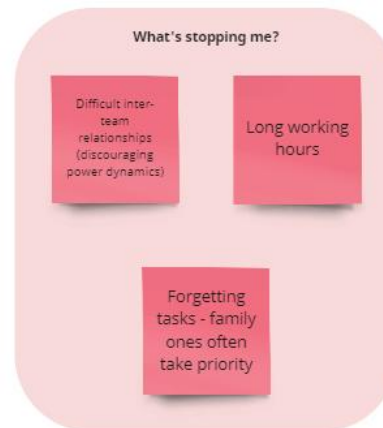 What's stopping me?
Difficult inter-
team
relationships
(discouraging
power dynamics)
Long working
hours
Forgetting
tasks - family
ones often
take priority